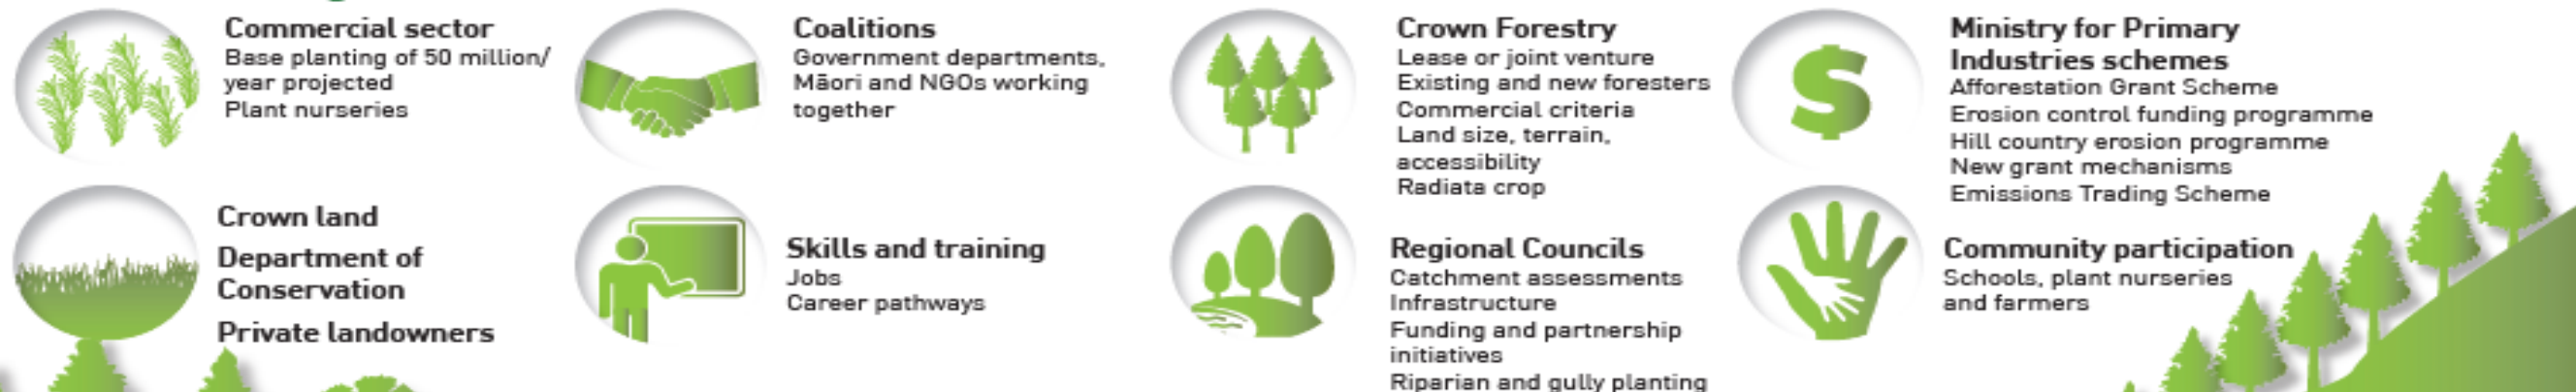 Commercial sector
Base planting of 50 million/
year projected
Plant nurseries
Coalitions
Government departments,
Māori and NGOs working
together
Crown Forestry
Lease or joint venture
Existing and new foresters
Commercial criteria
Land size, terrain,
accessibility
Radiata crop
Ministry for Primary
Industries schemes
Afforestation Grant Scheme
Erosion control funding programme
Hill country erosion programme
New grant mechanisms
Emissions Trading Scheme
Crown land
Department of
Conservation
Private landowners
Skills and training
Jobs
Career pathways
Regional Councils
Catchment assessments
Infrastructure
Funding and partnership
initiatives
Riparian and gully planting
Community participation
Schools, plant nurseries
and farmers